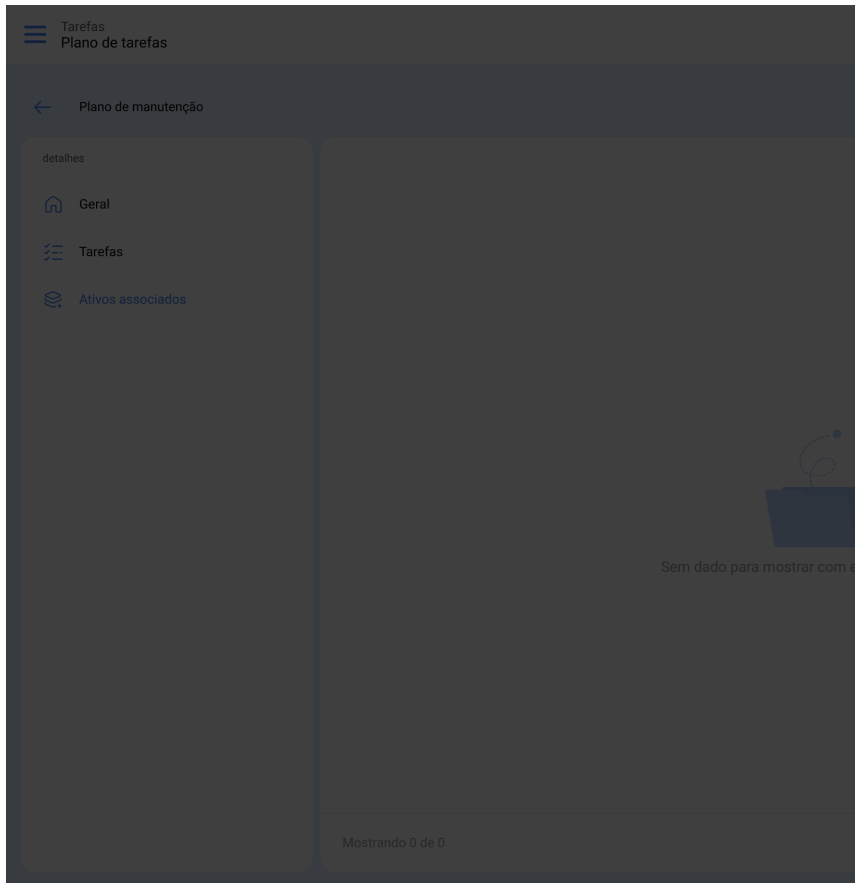 Tarefas
Plano de tarefas
Plano de manutenção
detalhes
Geral
Tarefas
Ativos associados
Sem dado para mostrar com e
Mostrando 0 de 0